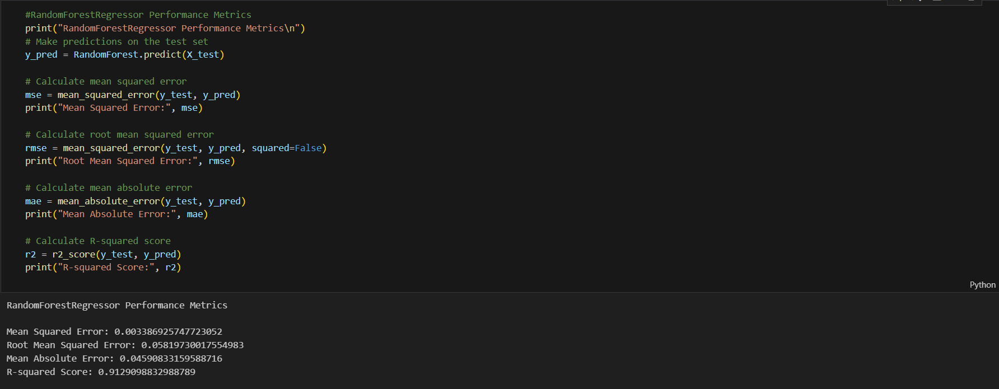 #RandomForestRegressor Performance Metrics
print("RandomForestRegressor Performance Metrics\n")
# Make predictions on the test set
y_pred = RandomForest.predict(X_test)
# Calculate mean squared error
mse = mean_squared_error(y_test, y_pred)
print("Mean Squared Error:", mse)
# Calculate root mean squared error
rmse = mean_squared_error(y_test, y_pred, squared=False)
print("Root Mean Squared Error:", rmse)
# Calculate mean absolute error
mae = mean_absolute_error(y_test, y_pred)
print("Mean Absolute Error:", mae)
# Calculate R-squared score
r2 = r2_score(y_test, y_pred)
print("R-squared Score:", r2)
Python
RandomForestRegressor Performance Metrics
Mean Squared Error: 0.003386925747723052
Root Mean Squared Error: 0.05819730017554983
Mean Absolute Error: 0.04590833159588716
R-squared Score: 0.9129098832988789